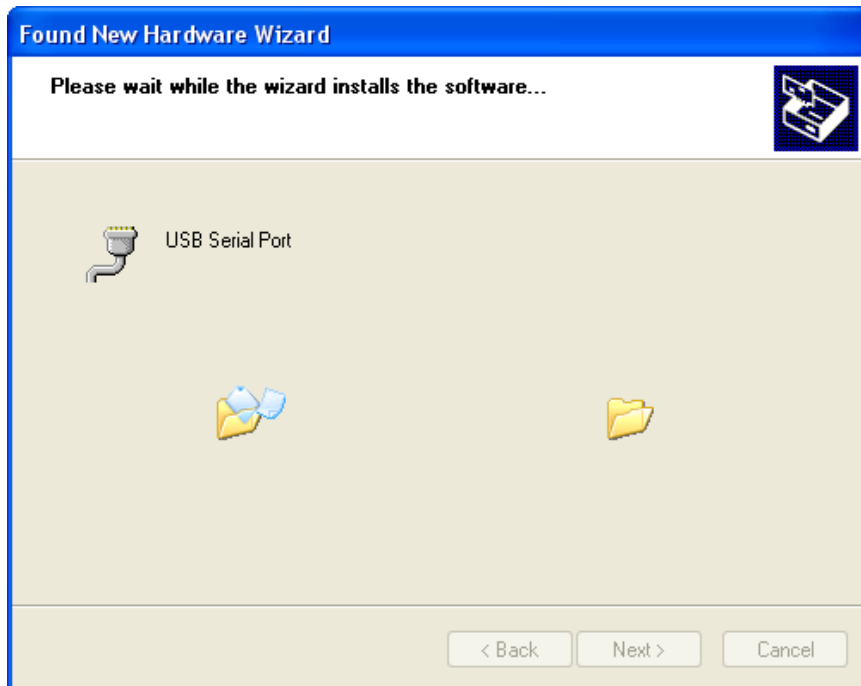 Found New Hardware Wizard
Please wait while the wizard installs the software...
USB Serial Port
< Back Next > Cancel